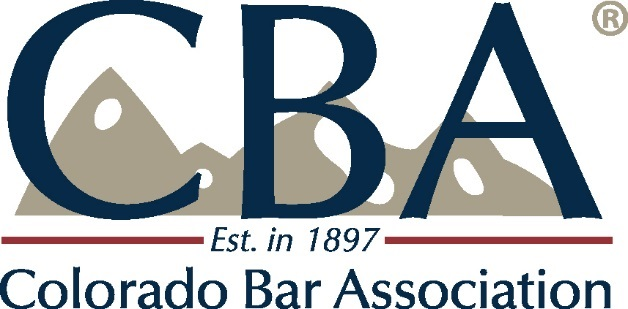 CBA®
Est. in 1897
Colorado Bar Association